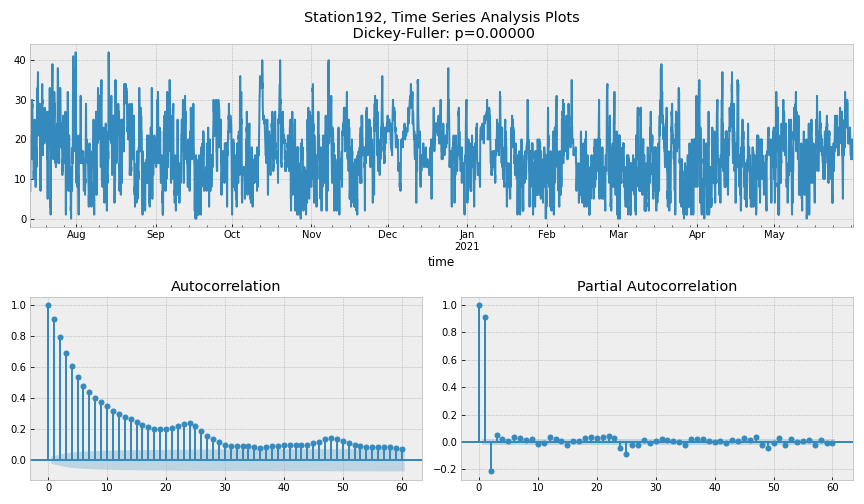 Station192, Time Series Analysis Plots
Dickey-Fuller: p=0.00000
40
30
20
10
0
Aug Sep Oct Nov Dec Jan Feb Mar Apr May
2021
time
Autocorrelation Partial Autocorrelation
1.0 1.0
0.8 0.8
0.6 0.6
0.4 0.4
0.2 0.2
0.0 0.0
−0.2
0 10 20 30 40 50 60 0 10 20 30 40 50 60